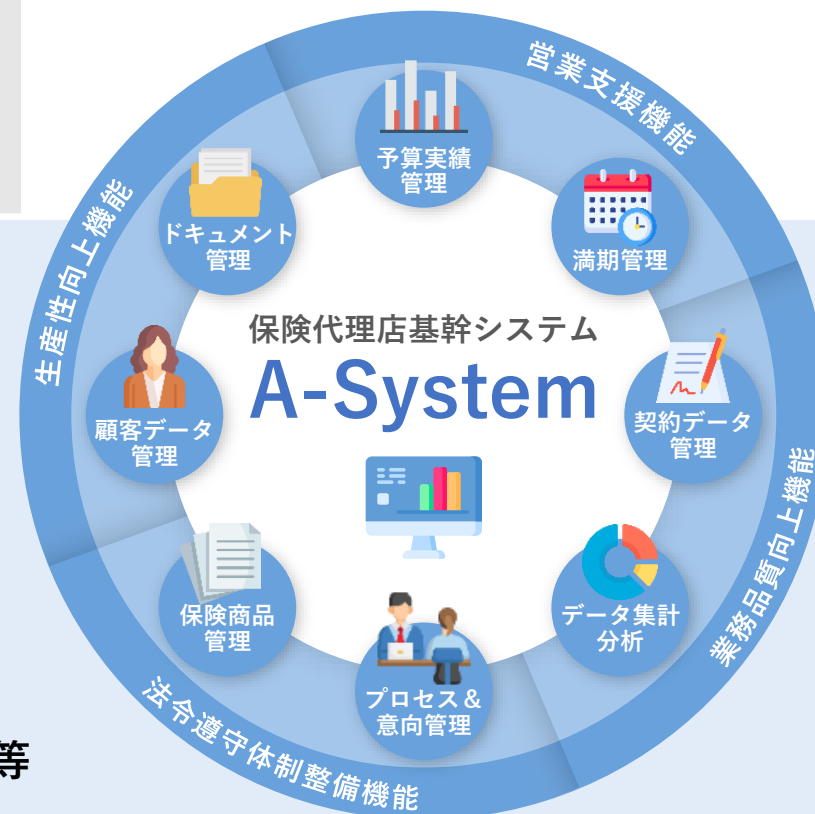 営業支援機能
予算実績
管理
満期管理
ドキュメント
管理
生産性向上機能
保険代理店基幹システム
A-System
顧客データ
管理
契約データ
管理
業務品質向上機能
保険商品
管理
データ集計
分析
プロセス＆
意向管理
法令遵守体制整備機能
等